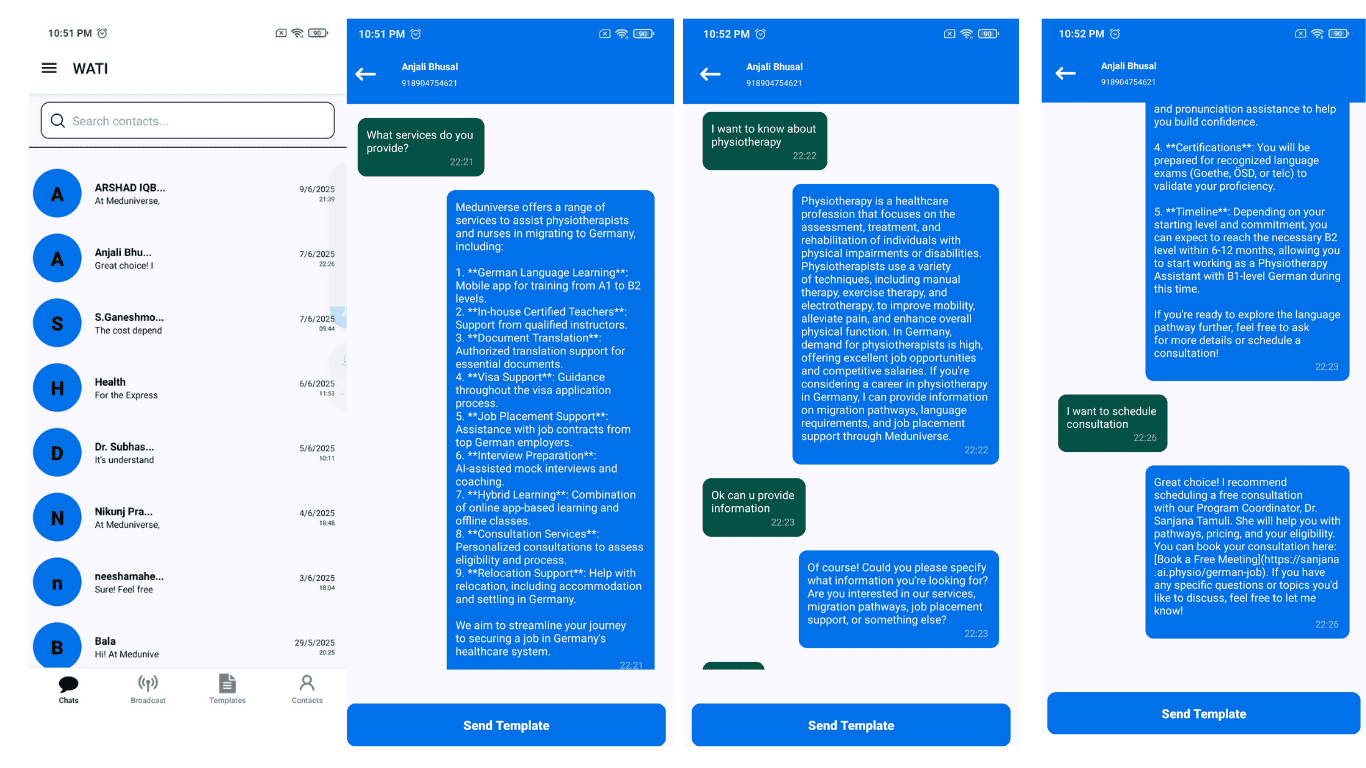 10:51 PM
90
WATI
Search contacts...
A
ARSHAD IQB...
At Meduniverse,
9/6/2025
21:39
A
Anjali Bhu...
Great choice! I
7/6/2025
22:26
S
S.Ganeshmo...
The cost depend
7/6/2025
09:44
H
Health
For the Express
6/6/2025
11:53
D
Dr. Subhas...
It's understand
5/6/2025
10:11
N
Nikunj Pra...
At Meduniverse,
4/6/2025
18:48
n
neeshamahe...
Sure! Feel free
3/6/2025
18:04
B
Bala
Hi! At Medunive
29/5/2025
20:25
Chats
Broadcast
Templates
Contacts
10:51 PM
90
Anjali Bhusal
918904754621
What services do you
provide?
22:21
Meduniverse offers a range of
services to assist physiotherapists
and nurses in migrating to Germany,
including:
1. **German Language Learning**:
Mobile app for training from A1 to B2
levels.
2. **In-house Certified Teachers**:
Support from qualified instructors.
3. **Document Translation**:
Authorized translation support for
essential documents.
4. **Visa Support**: Guidance
throughout the visa application
process.
5. **Job Placement Support**:
Assistance with job contracts from
top German employers.
6. **Interview Preparation**:
AI-assisted mock interviews and
coaching.
7. **Hybrid Learning**: Combination
of online app-based learning and
offline classes.
8. **Consultation Services**:
Personalized consultations to assess
eligibility and process.
9. **Relocation Support**: Help with
relocation, including accommodation
and settling in Germany.
We aim to streamline your journey
to securing a job in Germany's
healthcare system.
22:21
Send Template
10:52 PM
90
Anjali Bhusal
918904754621
I want to know about
physiotherapy
22:22
Physiotherapy is a healthcare
profession that focuses on the
assessment, treatment, and
rehabilitation of individuals with
physical impairments or disabilities.
Physiotherapists use a variety
of techniques, including manual
therapy, exercise therapy, and
electrotherapy, to improve mobility,
alleviate pain, and enhance overall
physical function. In Germany,
demand for physiotherapists is high,
offering excellent job opportunities
and competitive salaries. If you're
considering a career in physiotherapy
in Germany, I can provide information
on migration pathways, language
requirements, and job placement
support through Meduniverse.
22:22
Ok can u provide
information
22:23
Of course! Could you please specify
what information you're looking for?
Are you interested in our services,
migration pathways, job placement
support, or something else?
22:23
Send Template
10:52 PM
90
Anjali Bhusal
918904754621
and pronunciation assistance to help
you build confidence.
4. **Certifications**: You will be
prepared for recognized language
exams (Goethe, ÖSD, or telc) to
validate your proficiency.
5. **Timeline**: Depending on your
starting level and commitment, you
can expect to reach the necessary B2
level within 6-12 months, allowing you
to start working as a Physiotherapy
Assistant with B1-level German during
this time.
If you're ready to explore the language
pathway further, feel free to ask
for more details or schedule a
consultation!
22:23
I want to schedule
consultation
22:26
Great choice! I recommend
scheduling a free consultation
with our Program Coordinator, Dr.
Sanjana Tamuli. She will help you with
pathways, pricing, and your eligibility.
You can book your consultation here:
[Book a Free Meeting](https://sanjana
.ai.physio/german-job). If you have
any specific questions or topics you'd
like to discuss, feel free to let me
know!
22:26
Send Template